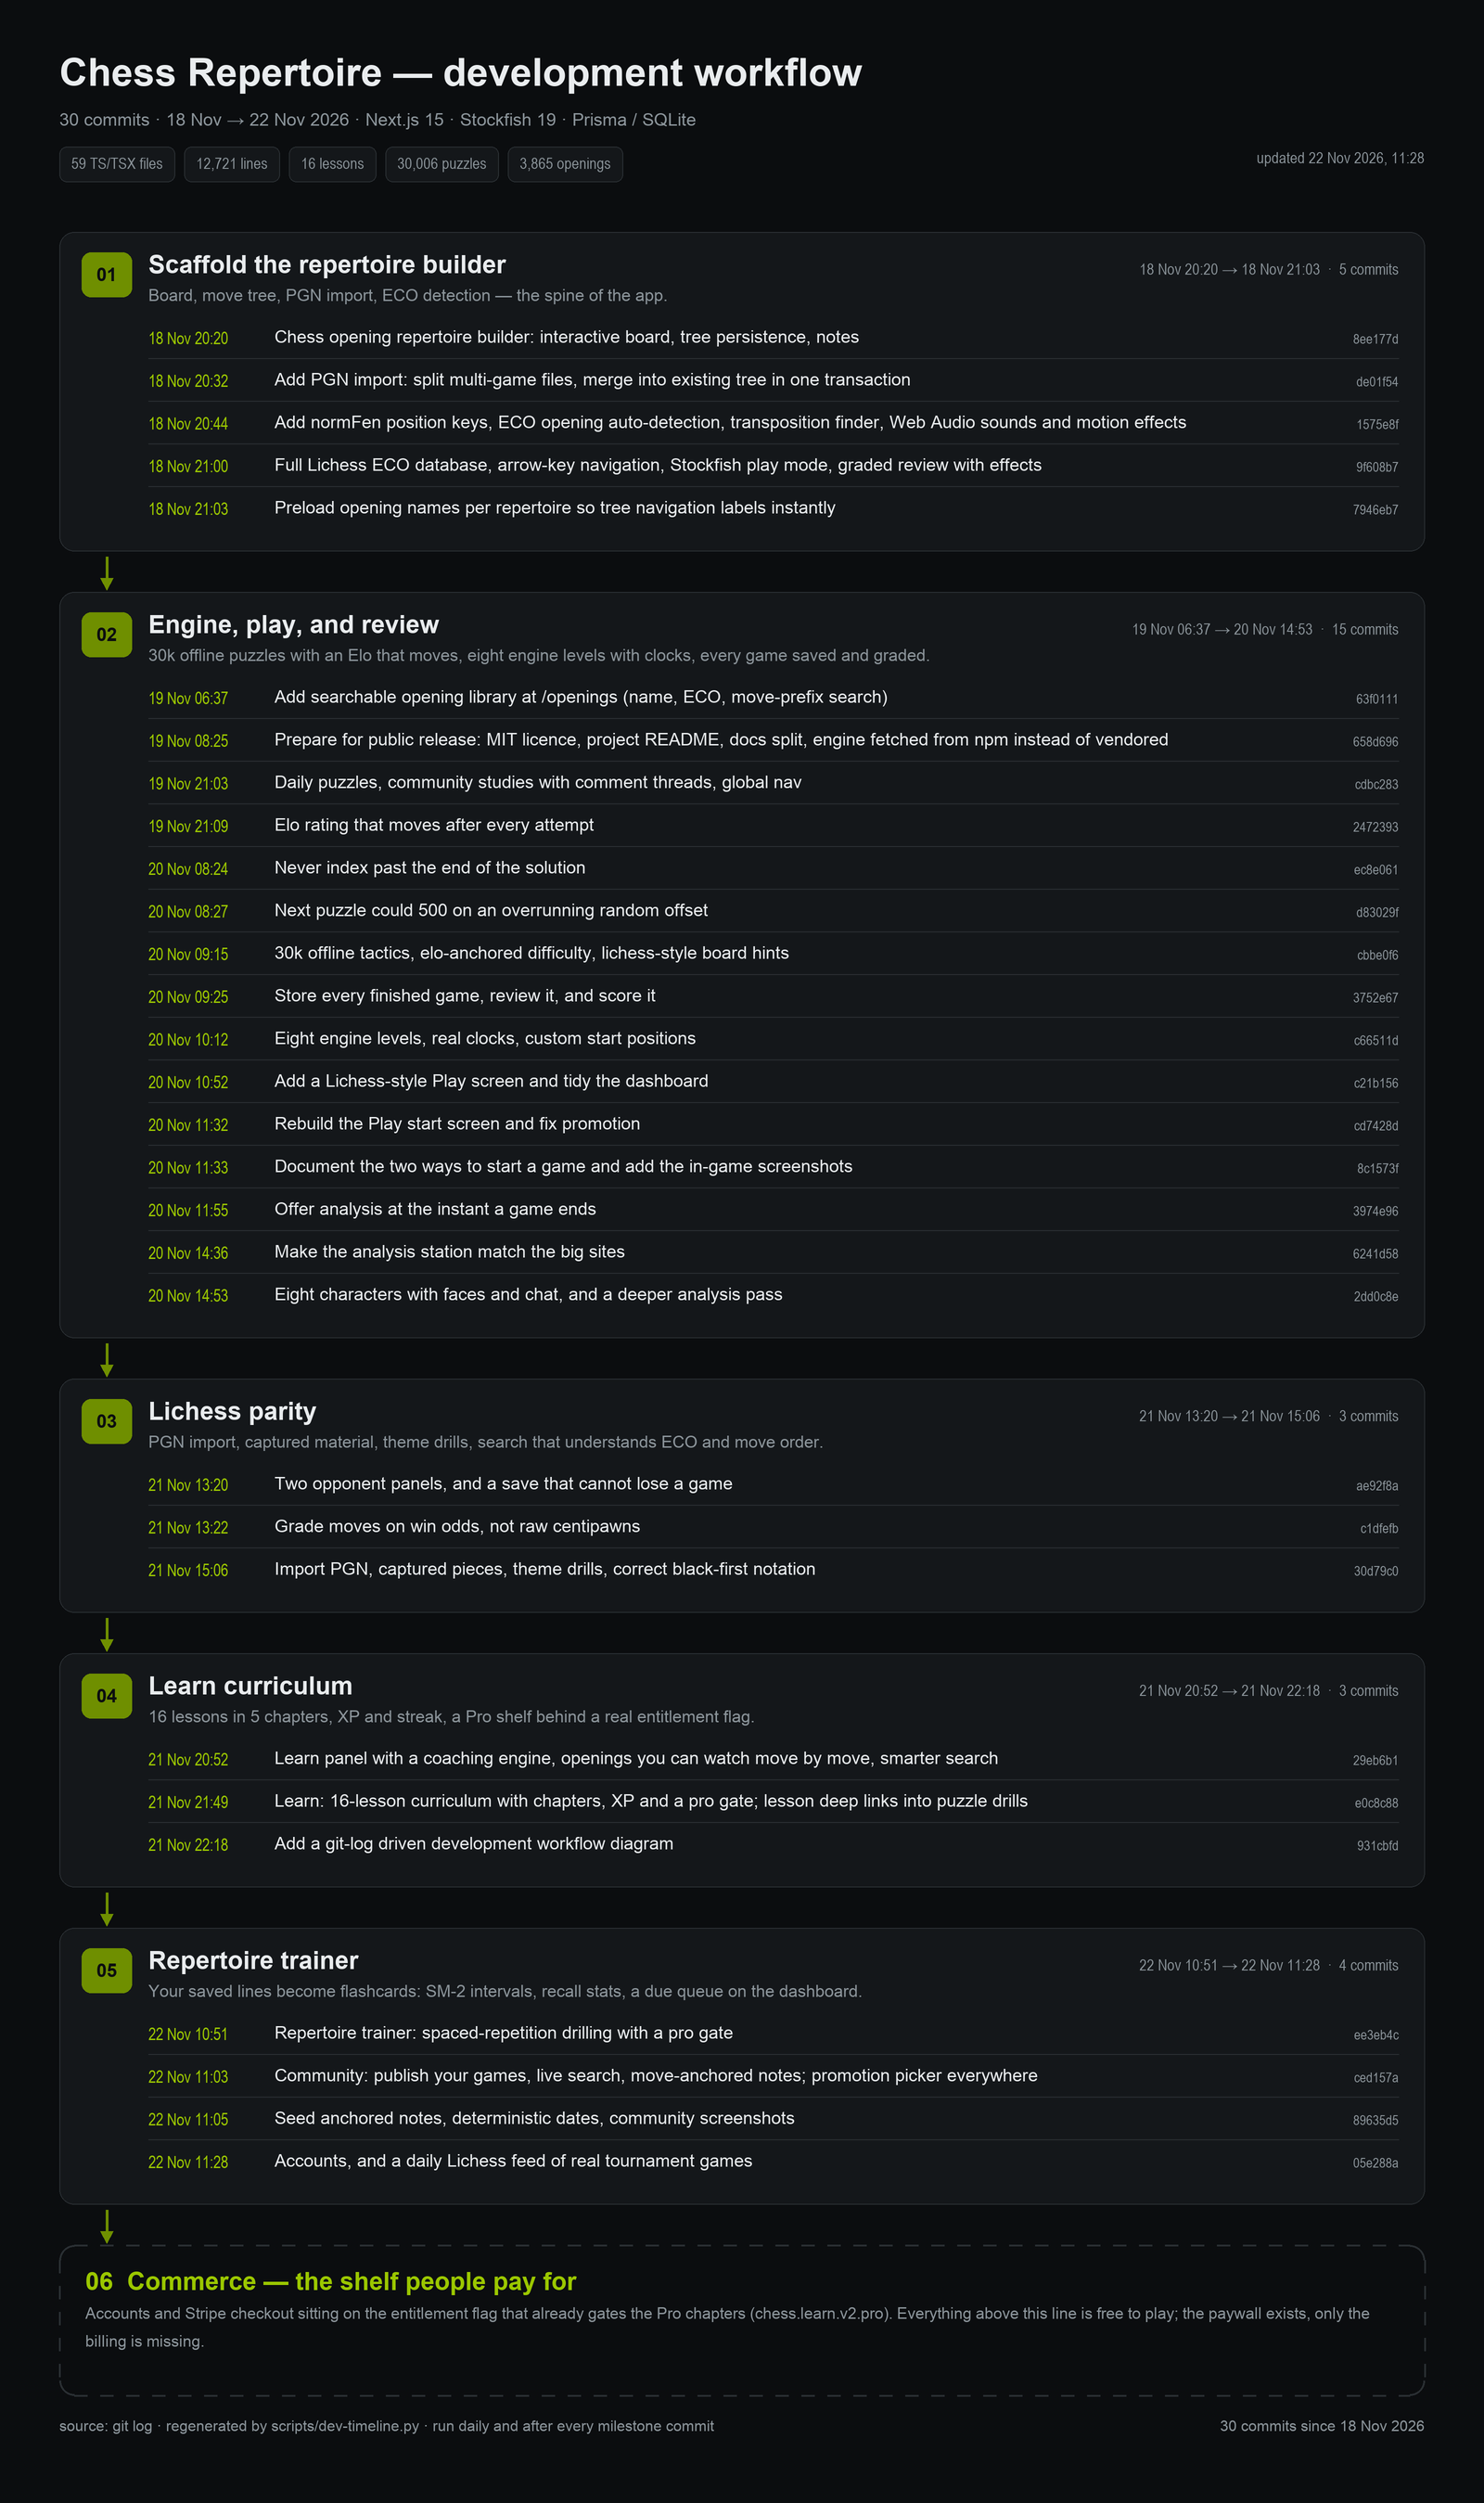 Chess Repertoire — development workflow
30 commits · 18 Nov → 22 Nov 2026 · Next.js 15 · Stockfish 19 · Prisma / SQLite
59 TS/TSX files 12,721 lines 16 lessons 30,006 puzzles 3,865 openings
updated 22 Nov 2026, 11:28
01 Scaffold the repertoire builder 18 Nov 20:20 → 18 Nov 21:03 · 5 commits
Board, move tree, PGN import, ECO detection — the spine of the app.
18 Nov 20:20 Chess opening repertoire builder: interactive board, tree persistence, notes 8ee177d
18 Nov 20:32 Add PGN import: split multi-game files, merge into existing tree in one transaction de01f54
18 Nov 20:44 Add normFen position keys, ECO opening auto-detection, transposition finder, Web Audio sounds and motion effects 1575e8f
18 Nov 21:00 Full Lichess ECO database, arrow-key navigation, Stockfish play mode, graded review with effects 9f608b7
18 Nov 21:03 Preload opening names per repertoire so tree navigation labels instantly 7946eb7
02 Engine, play, and review 19 Nov 06:37 → 20 Nov 14:53 · 15 commits
30k offline puzzles with an Elo that moves, eight engine levels with clocks, every game saved and graded.
19 Nov 06:37 Add searchable opening library at /openings (name, ECO, move-prefix search) 63f0111
19 Nov 08:25 Prepare for public release: MIT licence, project README, docs split, engine fetched from npm instead of vendored 658d696
19 Nov 21:03 Daily puzzles, community studies with comment threads, global nav cdbc283
19 Nov 21:09 Elo rating that moves after every attempt 2472393
20 Nov 08:24 Never index past the end of the solution ec8e061
20 Nov 08:27 Next puzzle could 500 on an overrunning random offset d83029f
20 Nov 09:15 30k offline tactics, elo-anchored difficulty, lichess-style board hints cbbe0f6
20 Nov 09:25 Store every finished game, review it, and score it 3752e67
20 Nov 10:12 Eight engine levels, real clocks, custom start positions c66511d
20 Nov 10:52 Add a Lichess-style Play screen and tidy the dashboard c21b156
20 Nov 11:32 Rebuild the Play start screen and fix promotion cd7428d
20 Nov 11:33 Document the two ways to start a game and add the in-game screenshots 8c1573f
20 Nov 11:55 Offer analysis at the instant a game ends 3974e96
20 Nov 14:36 Make the analysis station match the big sites 6241d58
20 Nov 14:53 Eight characters with faces and chat, and a deeper analysis pass 2dd0c8e
03 Lichess parity 21 Nov 13:20 → 21 Nov 15:06 · 3 commits
PGN import, captured material, theme drills, search that understands ECO and move order.
21 Nov 13:20 Two opponent panels, and a save that cannot lose a game ae92f8a
21 Nov 13:22 Grade moves on win odds, not raw centipawns c1dfefb
21 Nov 15:06 Import PGN, captured pieces, theme drills, correct black-first notation 30d79c0
04 Learn curriculum 21 Nov 20:52 → 21 Nov 22:18 · 3 commits
16 lessons in 5 chapters, XP and streak, a Pro shelf behind a real entitlement flag.
21 Nov 20:52 Learn panel with a coaching engine, openings you can watch move by move, smarter search 29eb6b1
21 Nov 21:49 Learn: 16-lesson curriculum with chapters, XP and a pro gate; lesson deep links into puzzle drills e0c8c88
21 Nov 22:18 Add a git-log driven development workflow diagram 931cbfd
05 Repertoire trainer 22 Nov 10:51 → 22 Nov 11:28 · 4 commits
Your saved lines become flashcards: SM-2 intervals, recall stats, a due queue on the dashboard.
22 Nov 10:51 Repertoire trainer: spaced-repetition drilling with a pro gate ee3eb4c
22 Nov 11:03 Community: publish your games, live search, move-anchored notes; promotion picker everywhere ced157a
22 Nov 11:05 Seed anchored notes, deterministic dates, community screenshots 89635d5
22 Nov 11:28 Accounts, and a daily Lichess feed of real tournament games 05e288a
06 Commerce — the shelf people pay for
Accounts and Stripe checkout sitting on the entitlement flag that already gates the Pro chapters (chess.learn.v2.pro). Everything above this line is free to play; the paywall exists, only the
billing is missing.
source: git log · regenerated by scripts/dev-timeline.py · run daily and after every milestone commit 30 commits since 18 Nov 2026